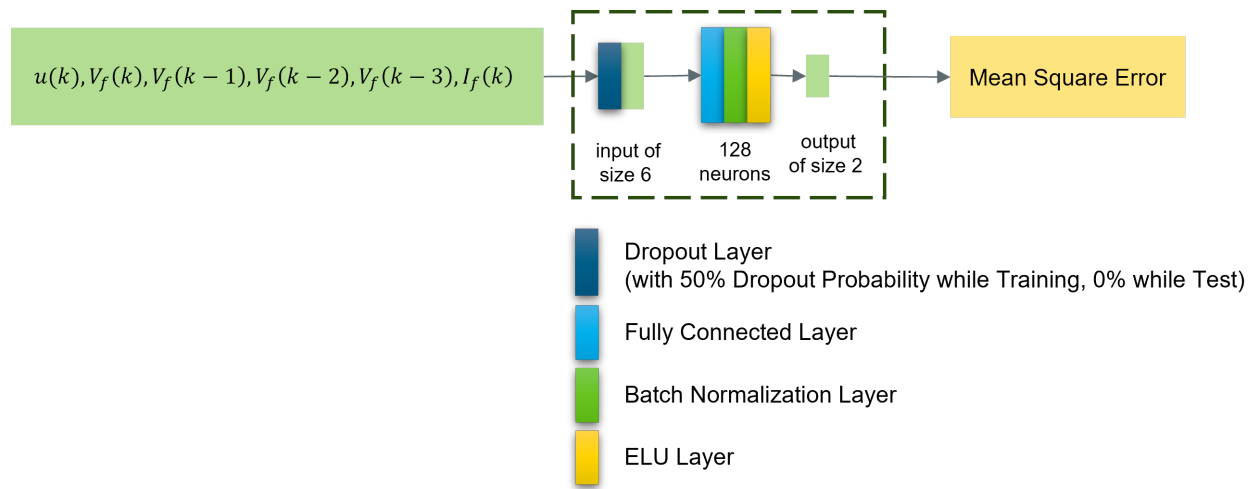 u(k), V_f(k), V_f(k − 1), V_f(k − 2), V_f(k − 3), I_f(k)
input of
size 6
128
neurons
output
of size 2
Mean Square Error
Dropout Layer
(with 50% Dropout Probability while Training, 0% while Test)
Fully Connected Layer
Batch Normalization Layer
ELU Layer